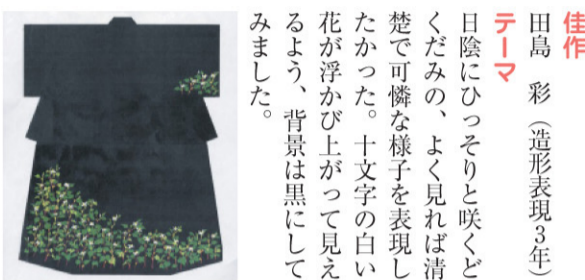 佳作
田島 彩（造形表現3年）
テーマ
日陰にひっそりと咲くど
くだみの、よく見れば清
楚で可憐な様子を表現し
たかった。十文字の白い
花が浮かび上がって見え
るよう、背景は黒にして
みました。